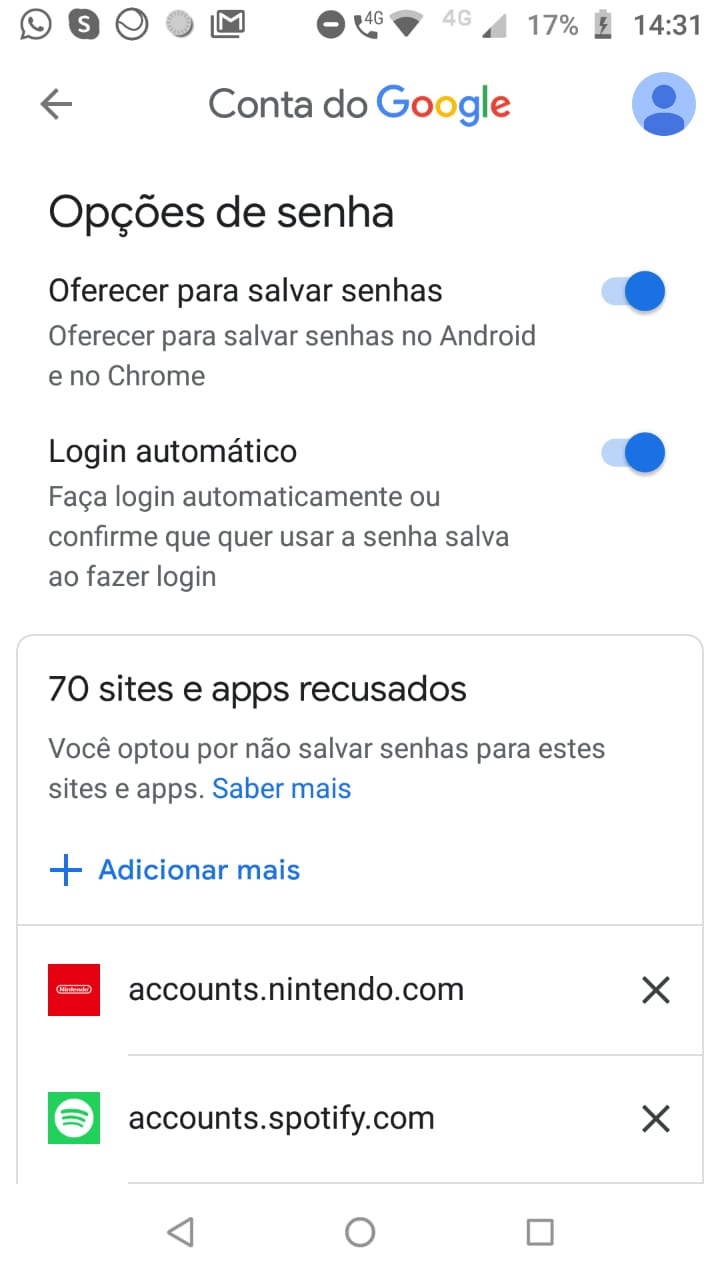 4G 4G 17% 14:31
Conta do Google
Opções de senha
Oferecer para salvar senhas
Oferecer para salvar senhas no Android
e no Chrome
Login automático
Faça login automaticamente ou
confirme que quer usar a senha salva
ao fazer login
70 sites e apps recusados
Você optou por não salvar senhas para estes
sites e apps. Saber mais
+ Adicionar mais
Nintendo
accounts.nintendo.com
accounts.spotify.com